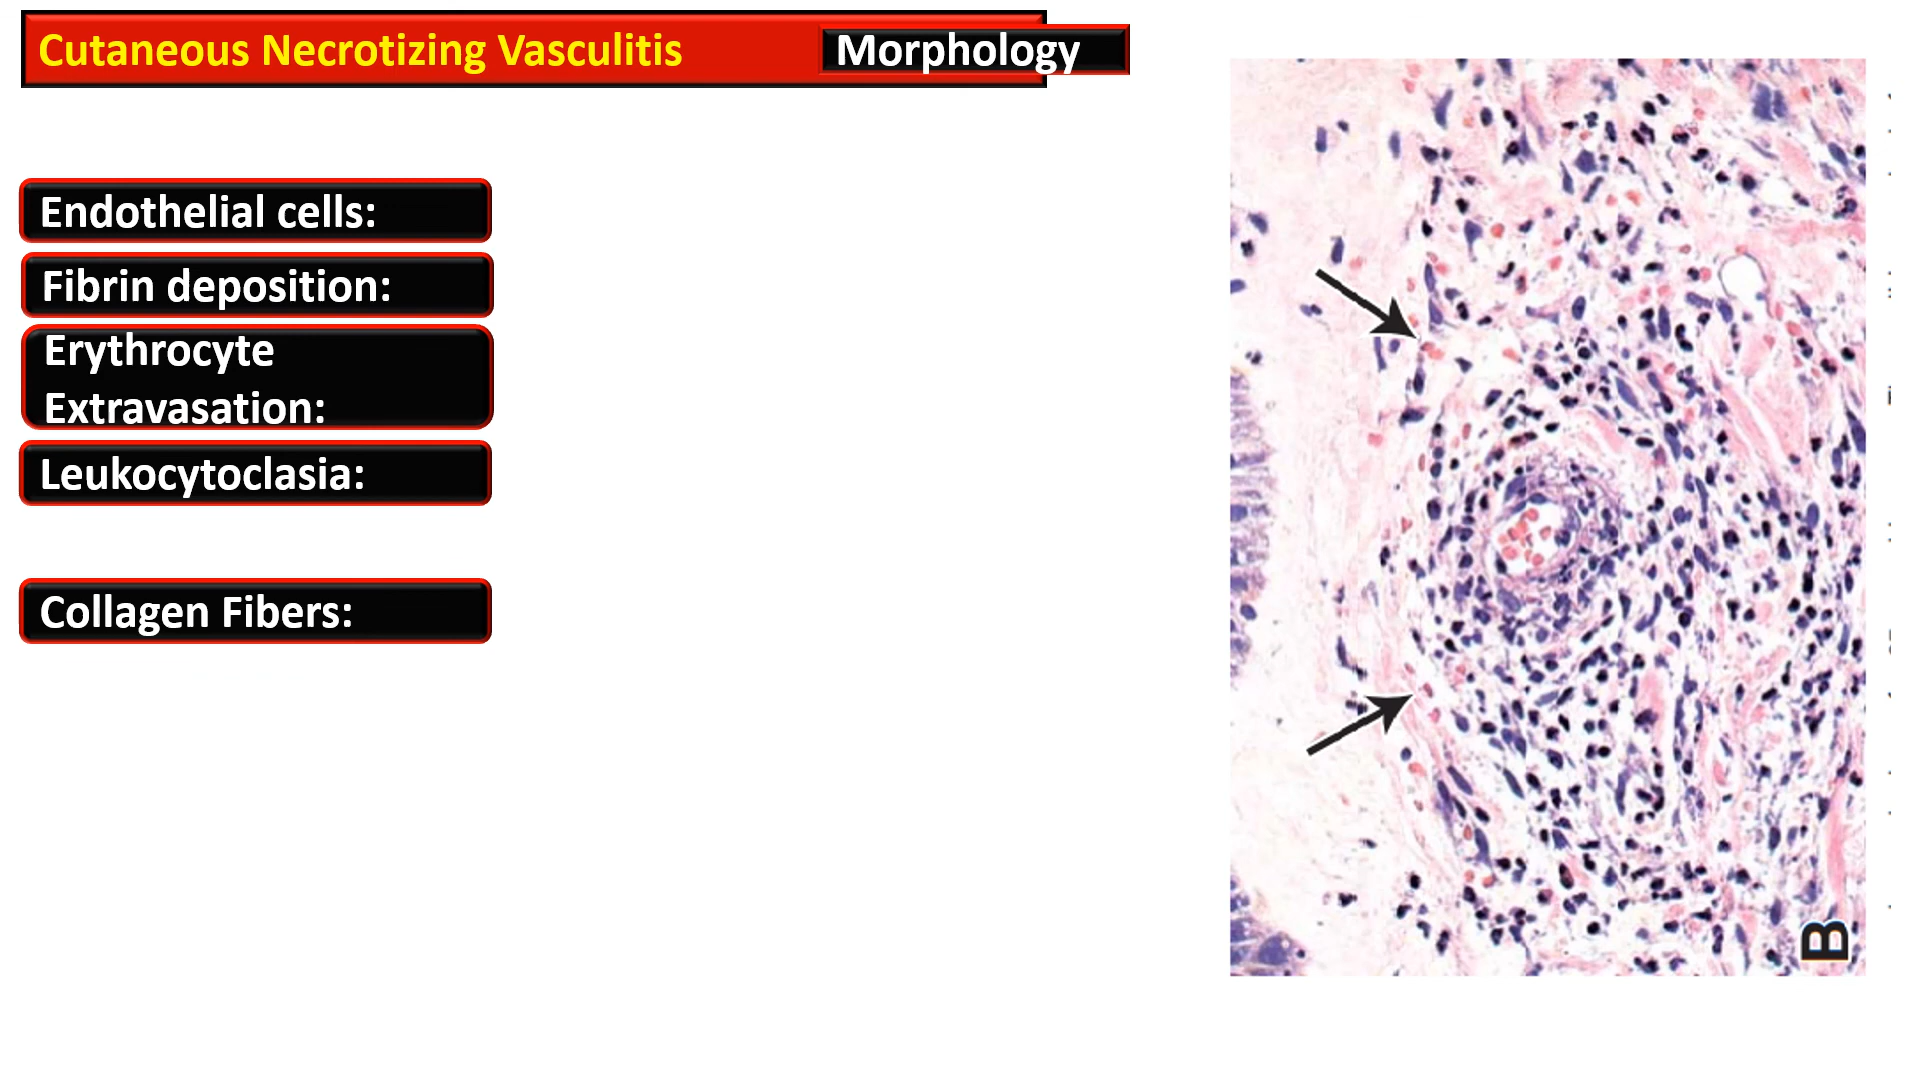 Cutaneous Necrotizing Vasculitis
Morphology
Endothelial cells:
Fibrin deposition:
Erythrocyte
Extravasation:
Leukocytoclasia:
Collagen Fibers:
B